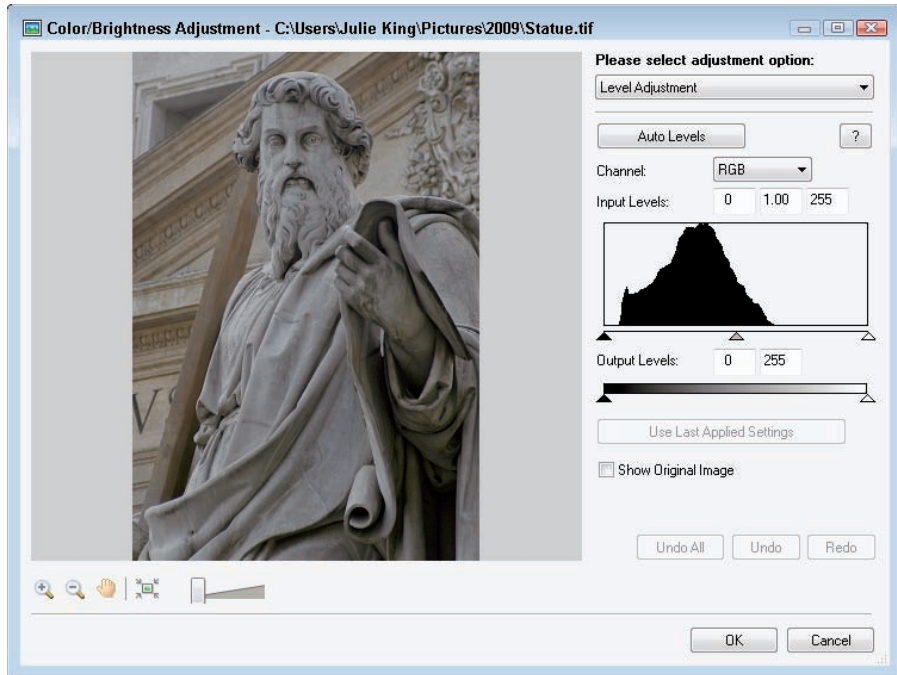 Color/Brightness Adjustment - C:\Users\Julie King\Pictures\2009\Statue.tif
Please select adjustment option:
Level Adjustment
Auto Levels
?
Channel: RGB
Input Levels: 0 1.00 255
Output Levels: 0 255
Use Last Applied Settings
Show Original Image
Undo All Undo Redo
OK Cancel